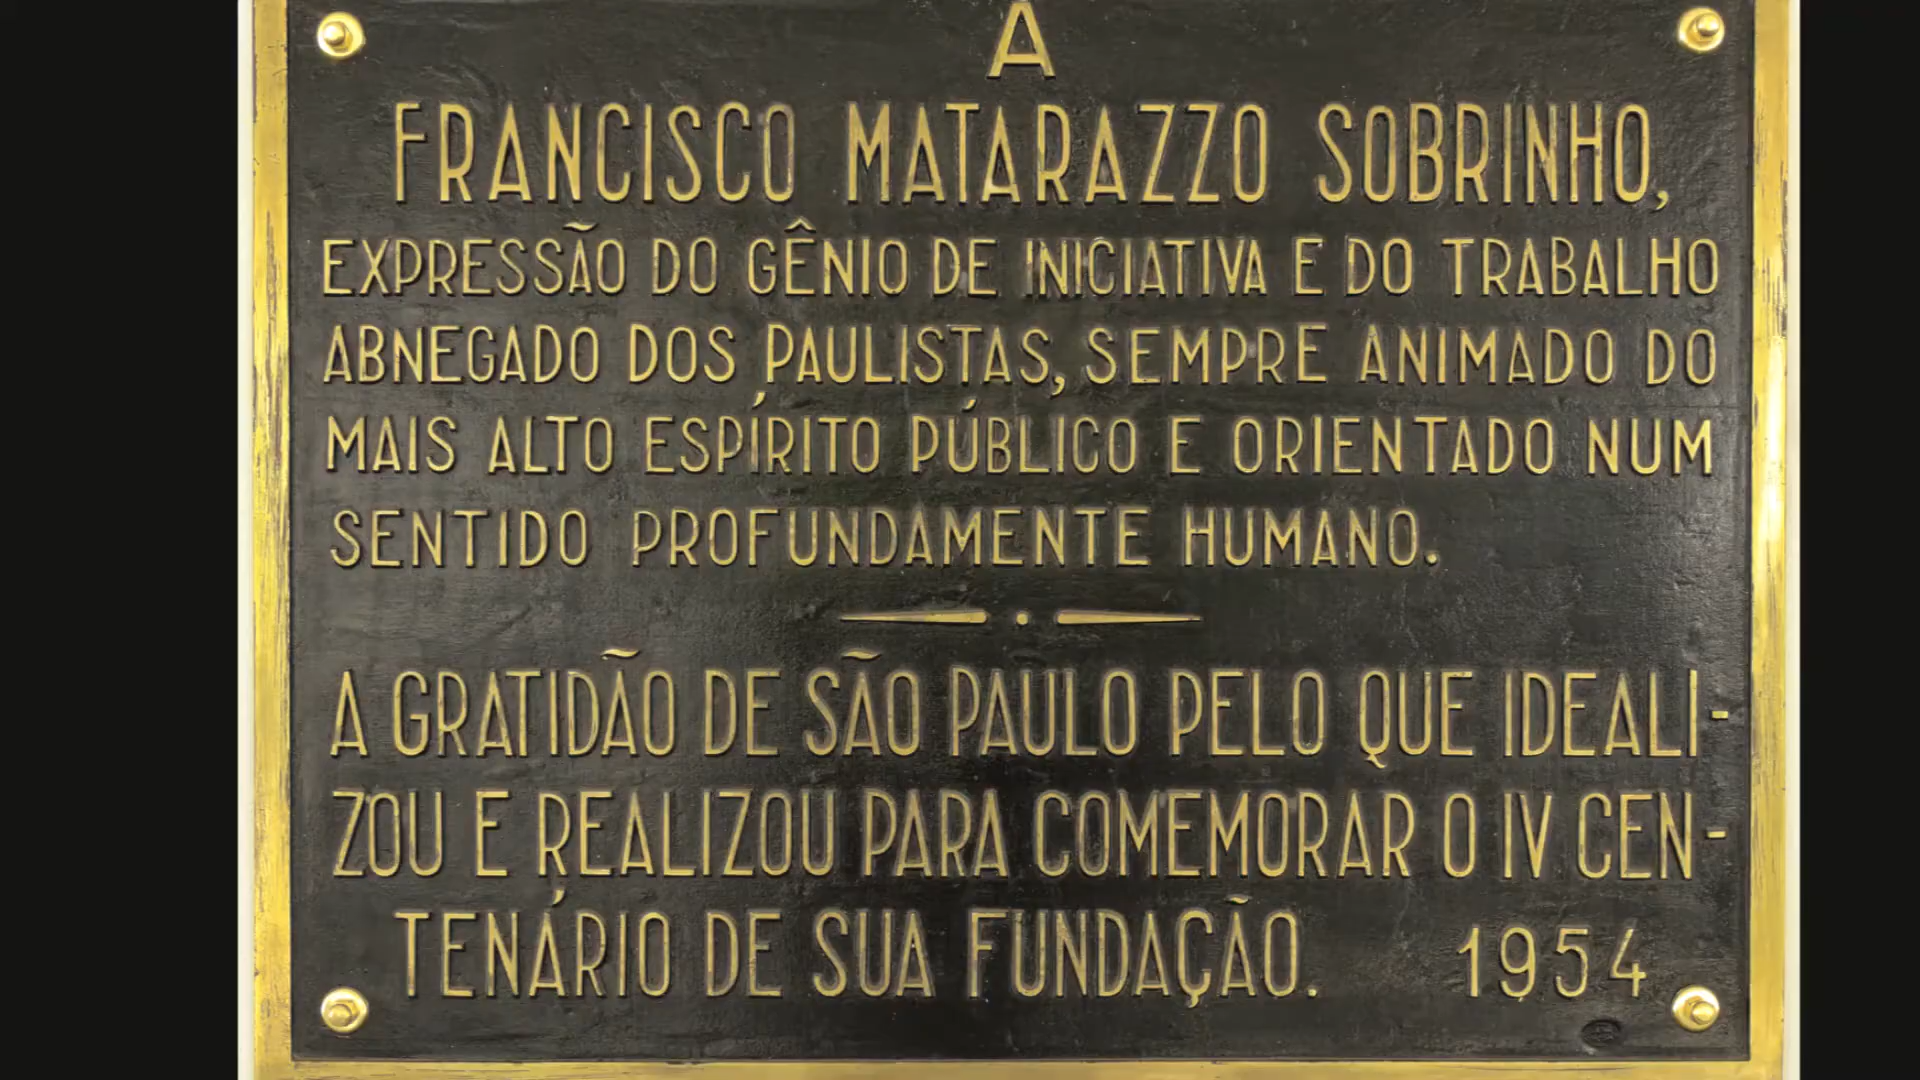 A
FRANCISCO MATARAZZO SOBRINHO,
EXPRESSÃO DO GÊNIO DE INICIATIVA E DO TRABALHO
ABNEGADO DOS PAULISTAS, SEMPRE ANIMADO DO
MAIS ALTO ESPÍRITO PÚBLICO E ORIENTADO NUM
SENTIDO PROFUNDAMENTE HUMANO.
A GRATIDÃO DE SÃO PAULO PELO QUE IDEALI-
ZOU E REALIZOU PARA COMEMORAR O IV CEN-
TENÁRIO DE SUA FUNDAÇÃO. 1954